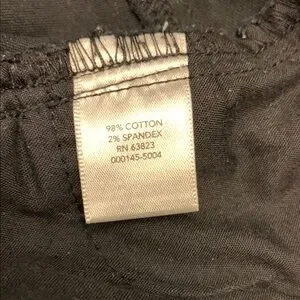 98% COTTON
2% SPANDEX
RN 63823
000145-5004